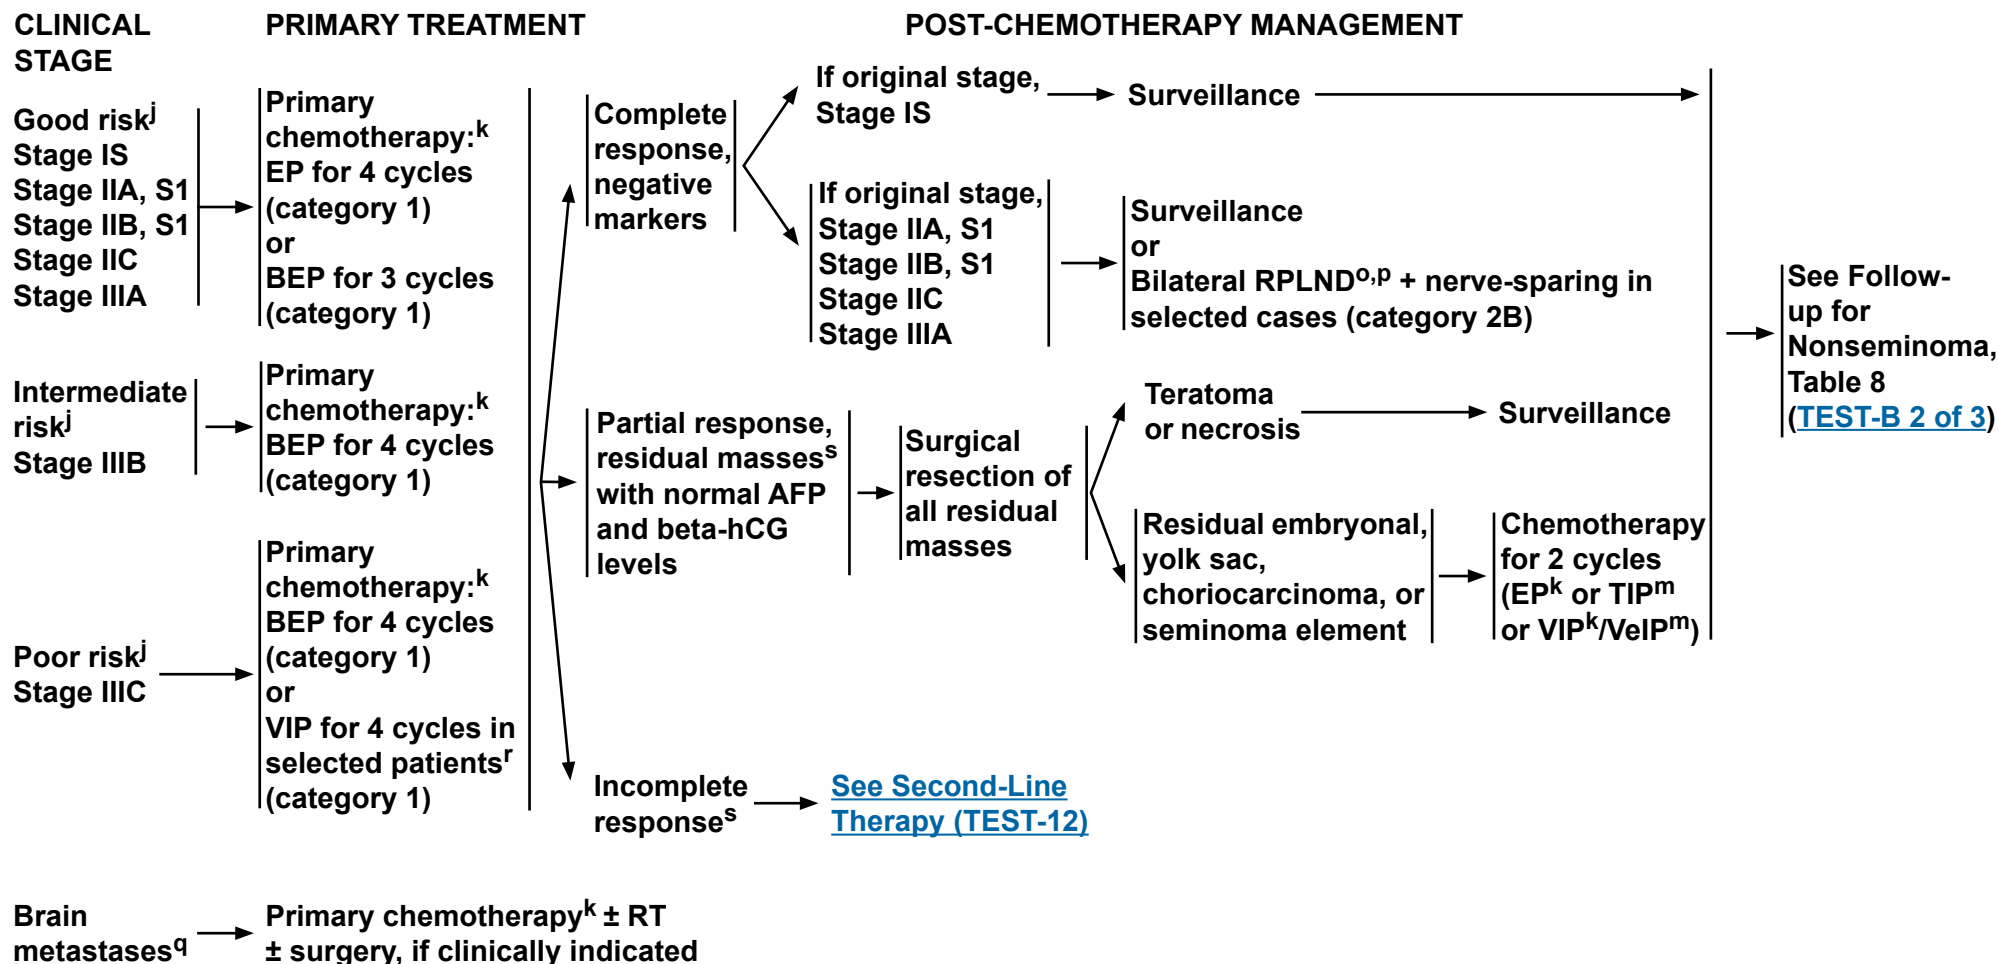 CLINICAL
STAGE
PRIMARY TREATMENT
POST-CHEMOTHERAPY MANAGEMENT
Good riskʲ
Stage IS
Stage IIA, S1
Stage IIB, S1
Stage IIC
Stage IIIA
Primary
chemotherapy:ᵏ
EP for 4 cycles
(category 1)
or
BEP for 3 cycles
(category 1)
Intermediate
riskʲ
Stage IIIB
Primary
chemotherapy:ᵏ
BEP for 4 cycles
(category 1)
Poor riskʲ
Stage IIIC
Primary
chemotherapy:ᵏ
BEP for 4 cycles
(category 1)
or
VIP for 4 cycles in
selected patientsʳ
(category 1)
Complete
response,
negative
markers
If original stage,
Stage IS
Surveillance
If original stage,
Stage IIA, S1
Stage IIB, S1
Stage IIC
Stage IIIA
Surveillance
or
Bilateral RPLNDᵒ,ᵖ + nerve-sparing in
selected cases (category 2B)
Partial response,
residual massesˢ
with normal AFP
and beta-hCG
levels
Surgical
resection of
all residual
masses
Teratoma
or necrosis
Surveillance
Residual embryonal,
yolk sac,
choriocarcinoma, or
seminoma element
Chemotherapy
for 2 cycles
(EPᵏ or TIPᵐ
or VIPᵏ/VeIPᵐ)
Incomplete
responseˢ
See Second-Line
Therapy (TEST-12)
See Follow-
up for
Nonseminoma,
Table 8
(TEST-B 2 of 3)
Brain
metastases𐞥
Primary chemotherapyᵏ ± RT
± surgery, if clinically indicated